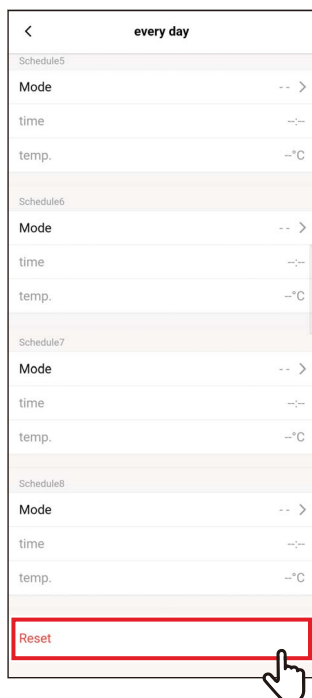 every day
Schedule5
Mode -- >
time --:--
temp. --°C
Schedule6
Mode -- >
time --:--
temp. --°C
Schedule7
Mode -- >
time --:--
temp. --°C
Schedule8
Mode -- >
time --:--
temp. --°C
Reset